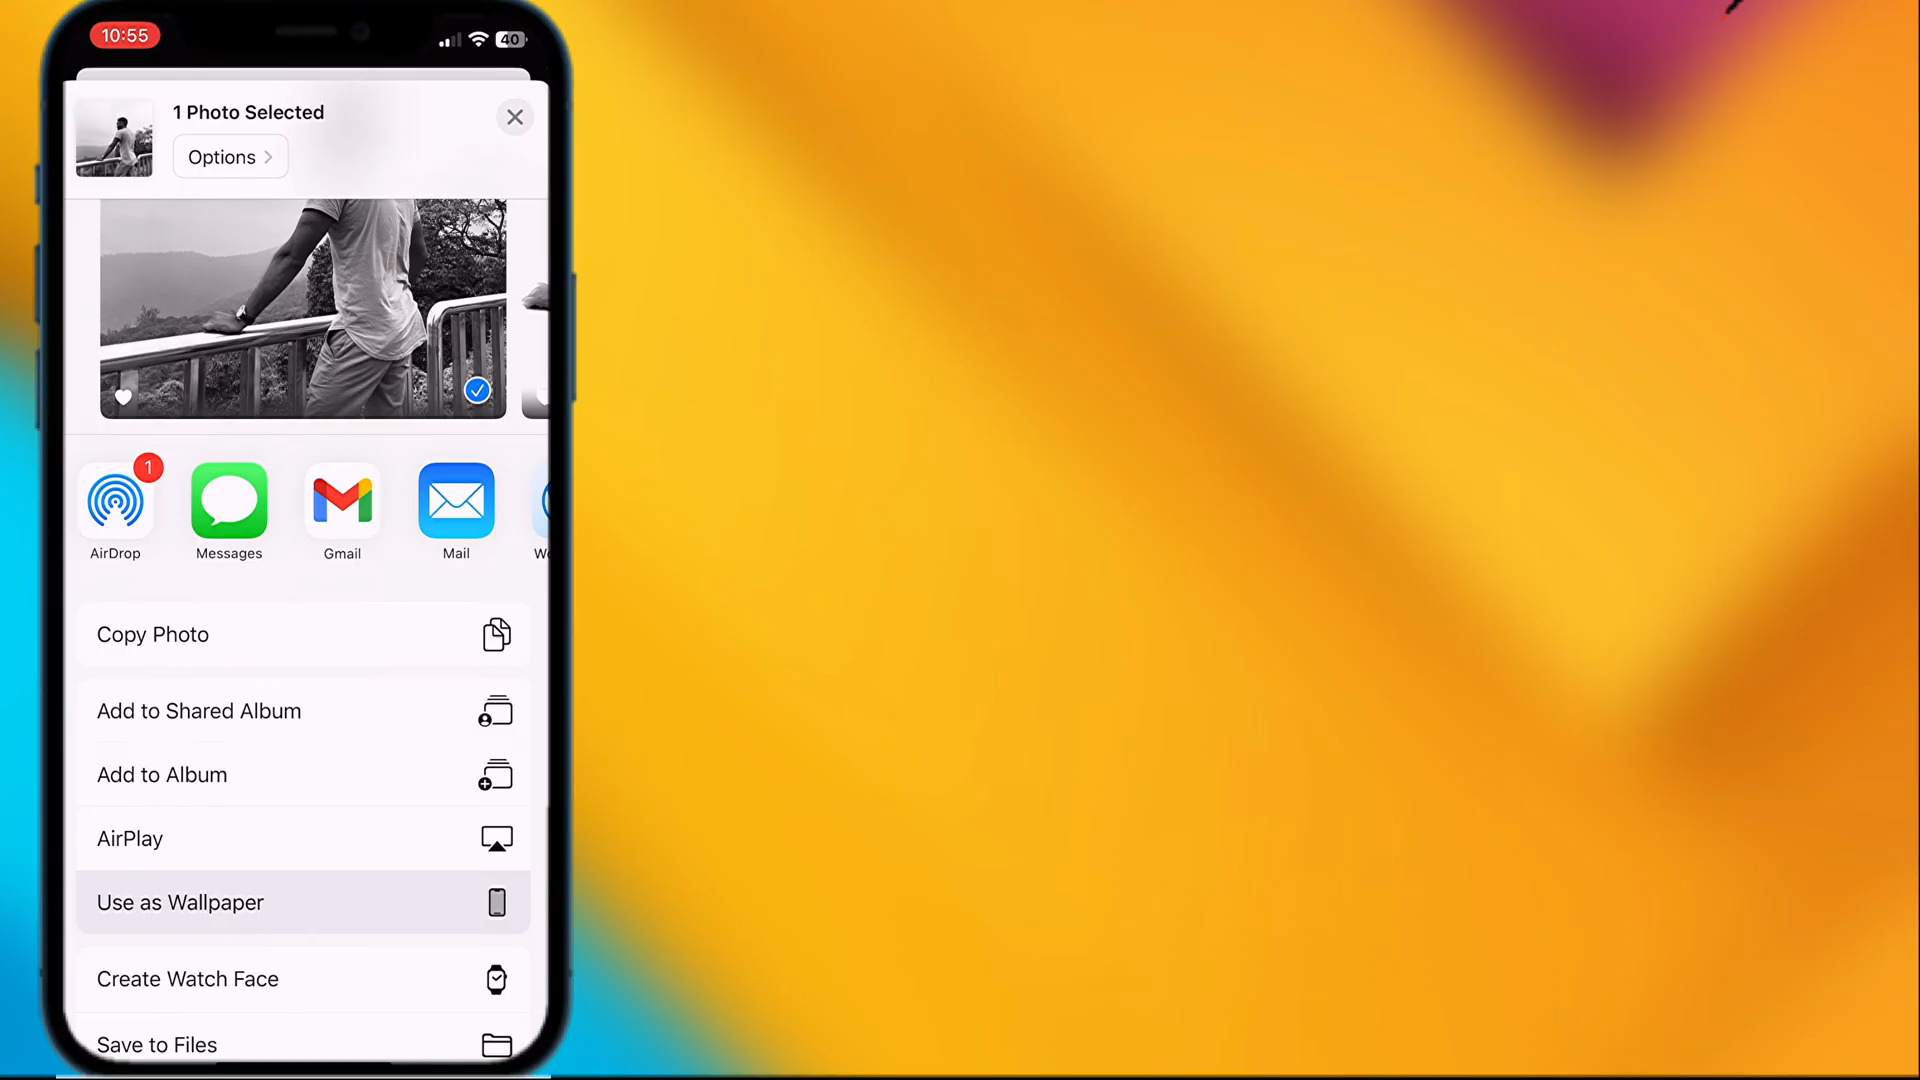 10:55
40
1 Photo Selected
Options
1
AirDrop
Messages
Gmail
Mail
Copy Photo
Add to Shared Album
Add to Album
AirPlay
Use as Wallpaper
Create Watch Face
Save to Files